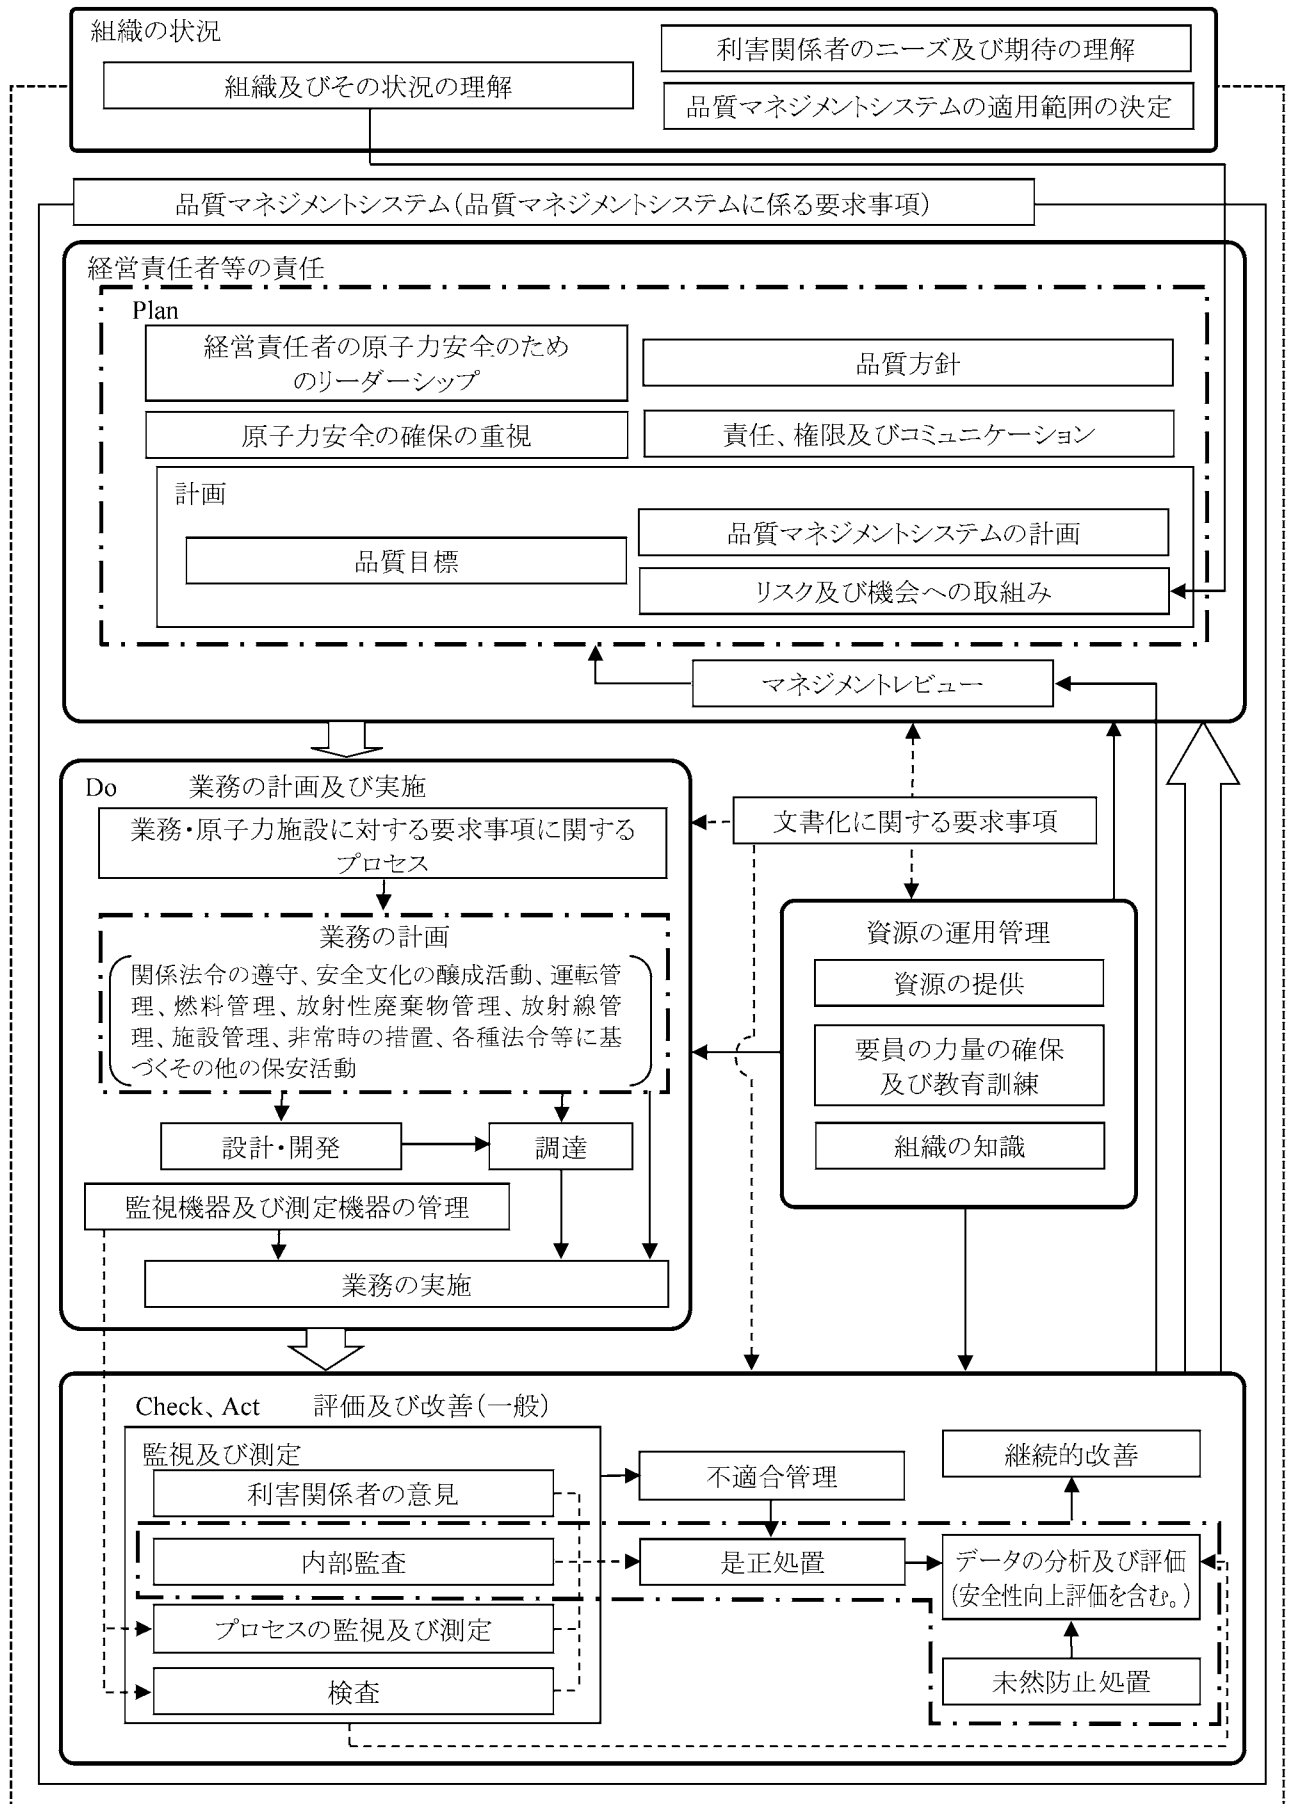 組織の状況
利害関係者のニーズ及び期待の理解
組織及びその状況の理解
品質マネジメントシステムの適用範囲の決定
品質マネジメントシステム（品質マネジメントシステムに係る要求事項）
経営責任者等の責任
Plan
経営責任者の原子力安全のため
のリーダーシップ
品質方針
原子力安全の確保の重視
責任、権限及びコミュニケーション
計画
品質マネジメントシステムの計画
品質目標
リスク及び機会への取組み
マネジメントレビュー
Do 業務の計画及び実施
業務・原子力施設に対する要求事項に関する
プロセス
文書化に関する要求事項
業務の計画
関係法令の遵守、安全文化の醸成活動、運転管
理、燃料管理、放射性廃棄物管理、放射線管
理、施設管理、非常時の措置、各種法令等に基
づくその他の保安活動
資源の運用管理
資源の提供
要員の力量の確保
及び教育訓練
組織の知識
設計・開発
調達
監視機器及び測定機器の管理
業務の実施
Check、Act 評価及び改善（一般）
監視及び測定
利害関係者の意見
不適合管理
継続的改善
内部監査
是正処置
データの分析及び評価
（安全性向上評価を含む。）
プロセスの監視及び測定
検査
未然防止処置